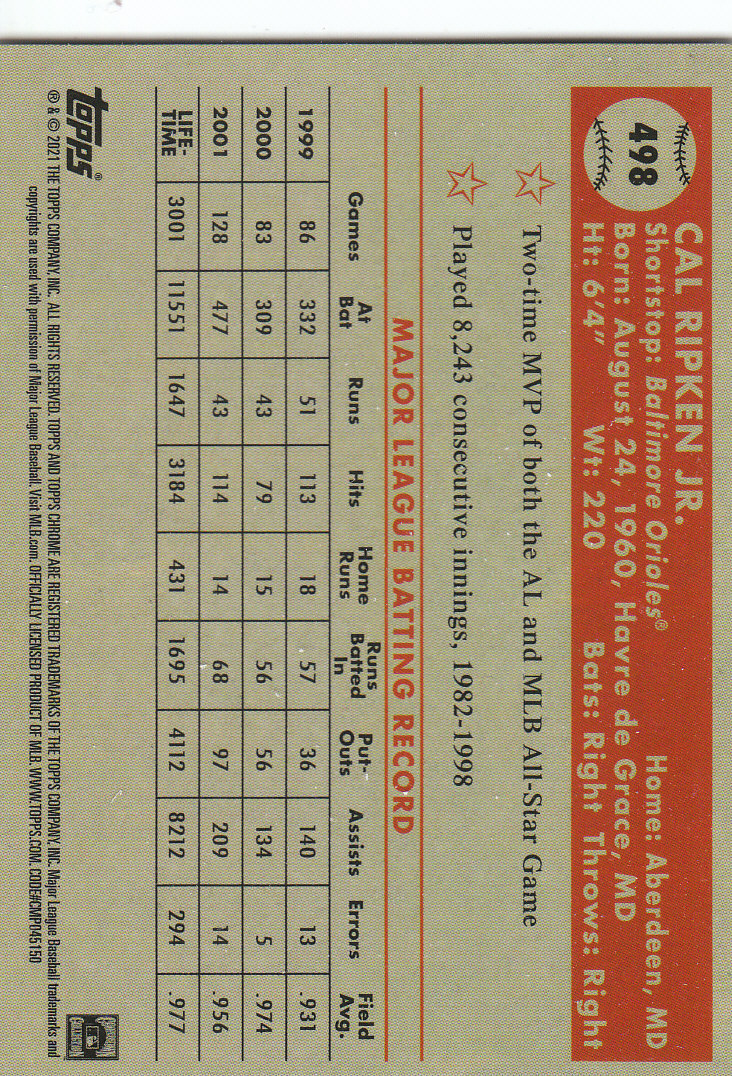 498
CAL RIPKEN JR.
Shortstop: Baltimore Orioles® Home: Aberdeen, MD
Born: August 24, 1960, Havre de Grace, MD
Ht: 6'4" Wt: 220 Bats: Right Throws: Right
Two-time MVP of both the AL and MLB All-Star Game
Played 8,243 consecutive innings, 1982-1998
MAJOR LEAGUE BATTING RECORD
Games At Bat Runs Hits Home Runs Runs Batted In Put-Outs Assists Errors Field Avg.
1999 86 332 51 113 18 57 36 140 13 .931
2000 83 309 43 79 15 56 56 134 5 .974
2001 128 477 43 114 14 68 97 209 14 .956
LIFE-TIME 3001 11551 1647 3184 431 1695 4112 8212 294 .977
topps®
® & © 2021 THE TOPPS COMPANY, INC. ALL RIGHTS RESERVED. TOPPS AND TOPPS CHROME ARE REGISTERED TRADEMARKS OF THE TOPPS COMPANY, INC. Major League Baseball trademarks and
copyrights are used with permission of Major League Baseball. Visit MLB.com. OFFICIALLY LICENSED PRODUCT OF MLB. WWW.TOPPS.COM. CODE#CMP045150